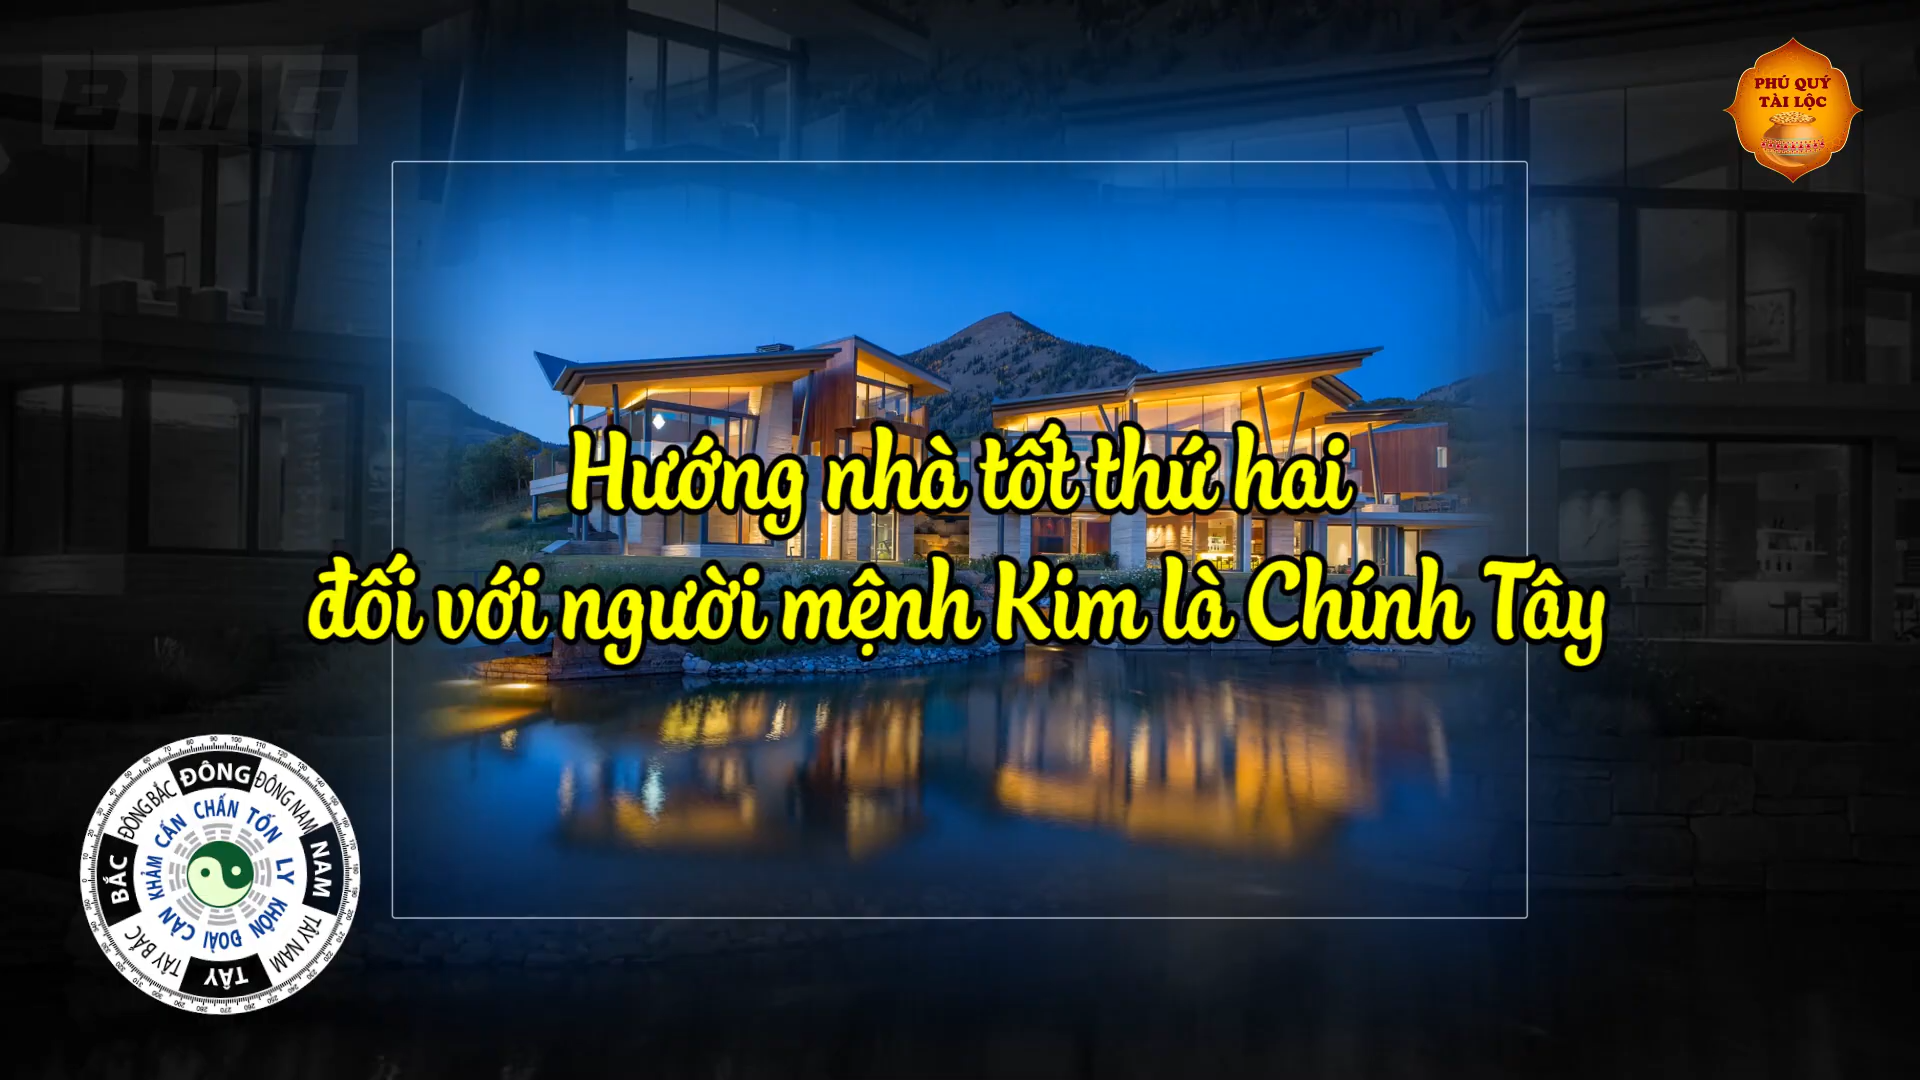 BMG
PHÚ QUÝ
TÀI LỘC
Hướng nhà tốt thứ hai
đối với người mệnh Kim là Chính Tây
ĐÔNG
ĐÔNG NAM
NAM
TÂY NAM
TÂY
TÂY BẮC
BẮC
ĐÔNG BẮC
CHẤN
TỐN
LY
KHÔN
ĐOÀI
CÀN
KHẢM
CẤN